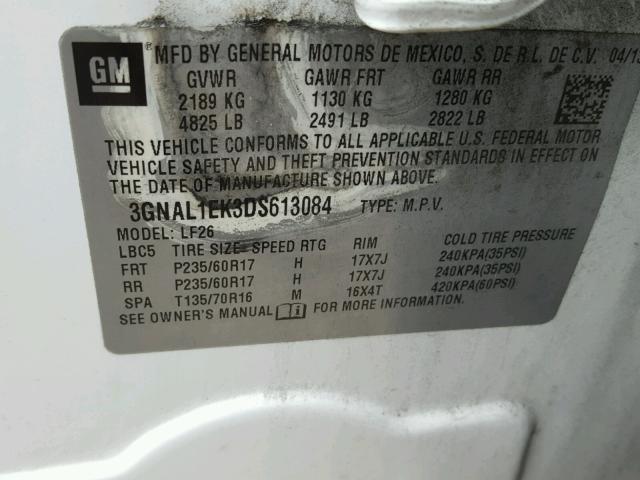 GM ® MFD BY GENERAL MOTORS DE MEXICO, S. DE R.L. DE C.V. 04/13
GVWR GAWR FRT GAWR RR
2189 KG 1130 KG 1280 KG
4825 LB 2491 LB 2822 LB
THIS VEHICLE CONFORMS TO ALL APPLICABLE U.S. FEDERAL MOTOR
VEHICLE SAFETY AND THEFT PREVENTION STANDARDS IN EFFECT ON
THE DATE OF MANUFACTURE SHOWN ABOVE.
3GNAL1EK3DS613084 TYPE: M.P.V.
MODEL: LF26
LBC5 TIRE SIZE SPEED RTG RIM COLD TIRE PRESSURE
FRT P235/60R17 H 17X7J 240KPA(35PSI)
RR P235/60R17 H 17X7J 240KPA(35PSI)
SPA T135/70R16 M 16X4T 420KPA(60PSI)
SEE OWNER'S MANUAL FOR MORE INFORMATION.